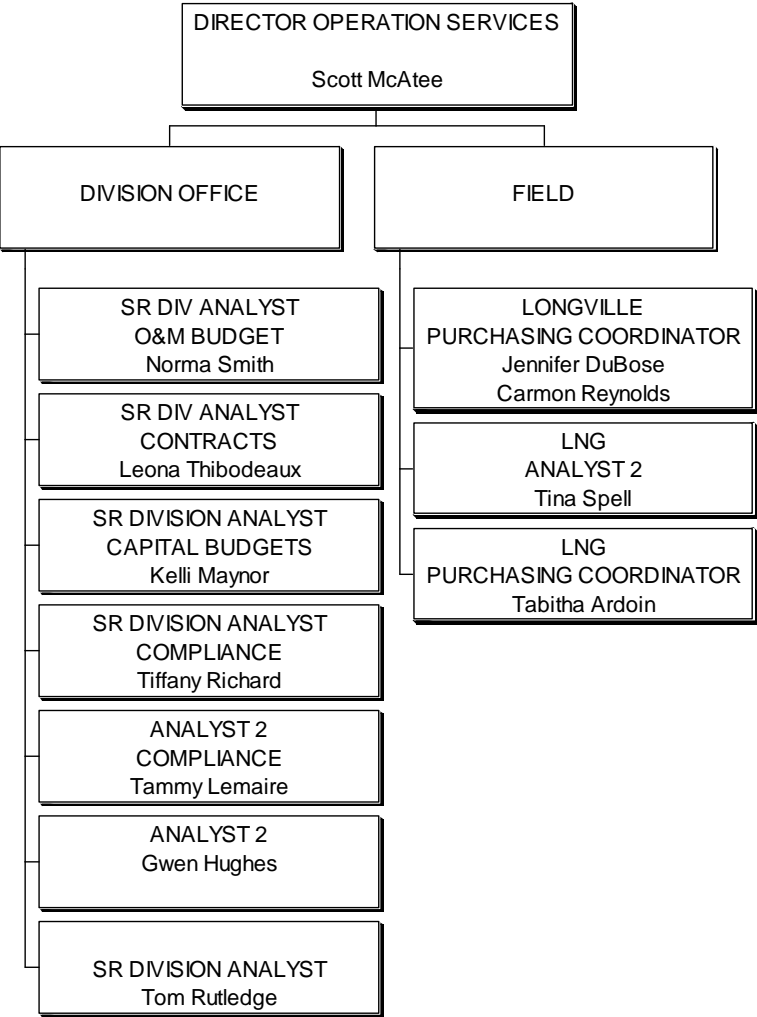 DIRECTOR OPERATION SERVICES
Scott McAtee
DIVISION OFFICE
FIELD
SR DIV ANALYST
O&M BUDGET
Norma Smith
SR DIV ANALYST
CONTRACTS
Leona Thibodeaux
SR DIVISION ANALYST
CAPITAL BUDGETS
Kelli Maynor
SR DIVISION ANALYST
COMPLIANCE
Tiffany Richard
ANALYST 2
COMPLIANCE
Tammy Lemaire
ANALYST 2
Gwen Hughes
SR DIVISION ANALYST
Tom Rutledge
LONGVILLE
PURCHASING COORDINATOR
Jennifer DuBose
Carmon Reynolds
LNG
ANALYST 2
Tina Spell
LNG
PURCHASING COORDINATOR
Tabitha Ardoin